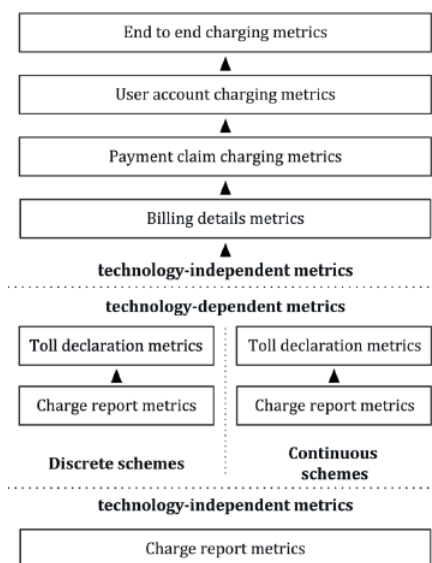 End to end charging metrics
User account charging metrics
Payment claim charging metrics
Billing details metrics
technology-independent metrics
technology-dependent metrics
Toll declaration metrics
Toll declaration metrics
Charge report metrics
Charge report metrics
Discrete schemes
Continuous
schemes
technology-independent metrics
Charge report metrics